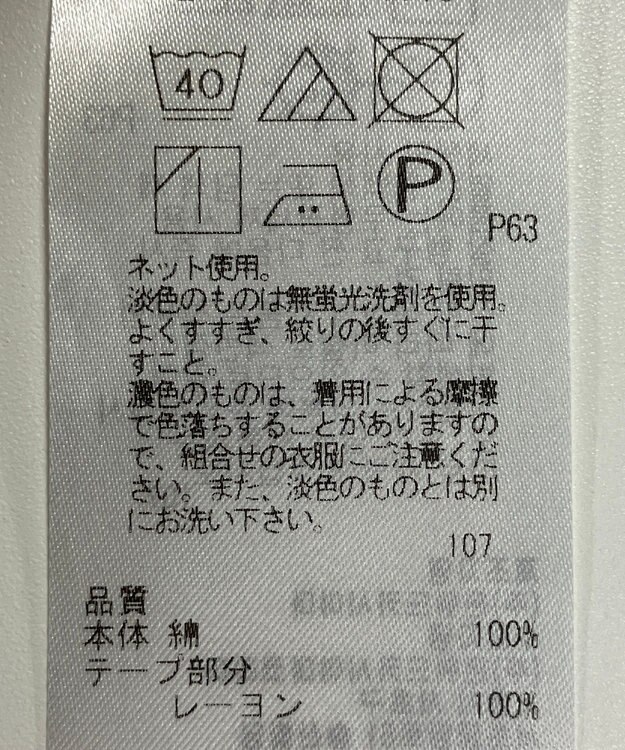 40
P
P63
ネット使用。
淡色のものは無蛍光洗剤を使用。
よくすすぎ、絞りの後すぐに干
すこと。
濃色のものは、着用による摩擦
で色落ちすることがありますの
で、組合せの衣服にご注意くだ
さい。また、淡色のものとは別
にお洗い下さい。
107
品質
本体 綿 100%
テープ部分
レーヨン 100%